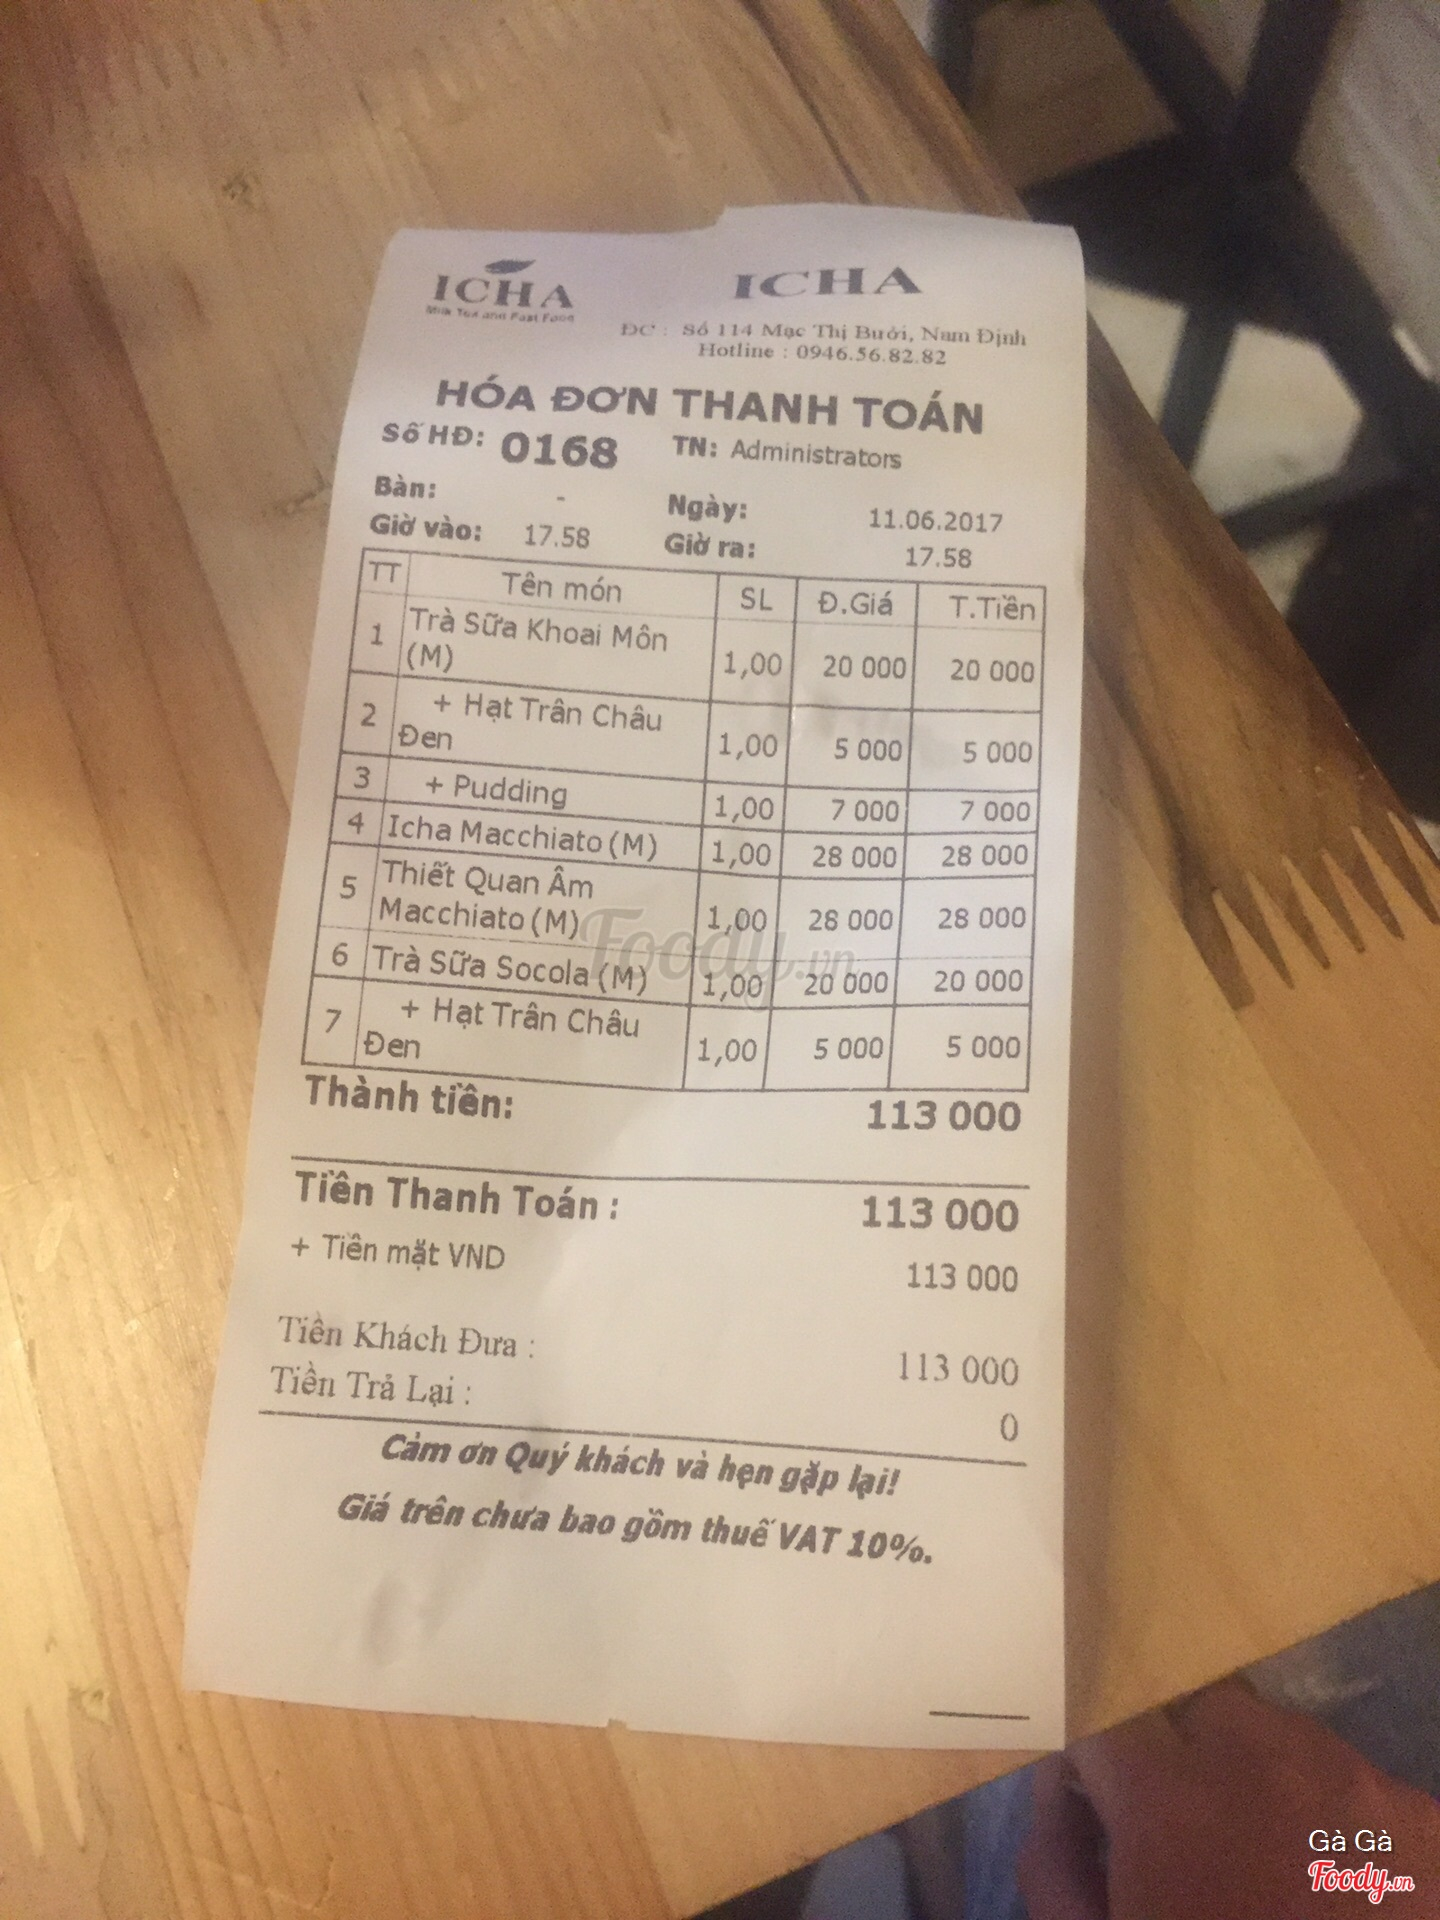 ICHA
Milk Tea and Fast Food
ICHA
ĐC : Số 114 Mạc Thị Bưởi, Nam Định
Hotline : 0946.56.82.82
HÓA ĐƠN THANH TOÁN
Số HĐ: 0168 TN: Administrators
Bàn: - Ngày: 11.06.2017
Giờ vào: 17.58 Giờ ra: 17.58
TT Tên món SL Đ.Giá T.Tiền
1 Trà Sữa Khoai Môn (M) 1,00 20 000 20 000
2 + Hạt Trân Châu Đen 1,00 5 000 5 000
3 + Pudding 1,00 7 000 7 000
4 Icha Macchiato (M) 1,00 28 000 28 000
5 Thiết Quan Âm Macchiato (M) 1,00 28 000 28 000
6 Trà Sữa Socola (M) 1,00 20 000 20 000
7 + Hạt Trân Châu Đen 1,00 5 000 5 000
Thành tiền: 113 000
Tiền Thanh Toán : 113 000
+ Tiền mặt VND 113 000
Tiền Khách Đưa : 113 000
Tiền Trả Lại : 0
Cảm ơn Quý khách và hẹn gặp lại!
Giá trên chưa bao gồm thuế VAT 10%.
Foody.vn
Gà Gà
Foody.vn